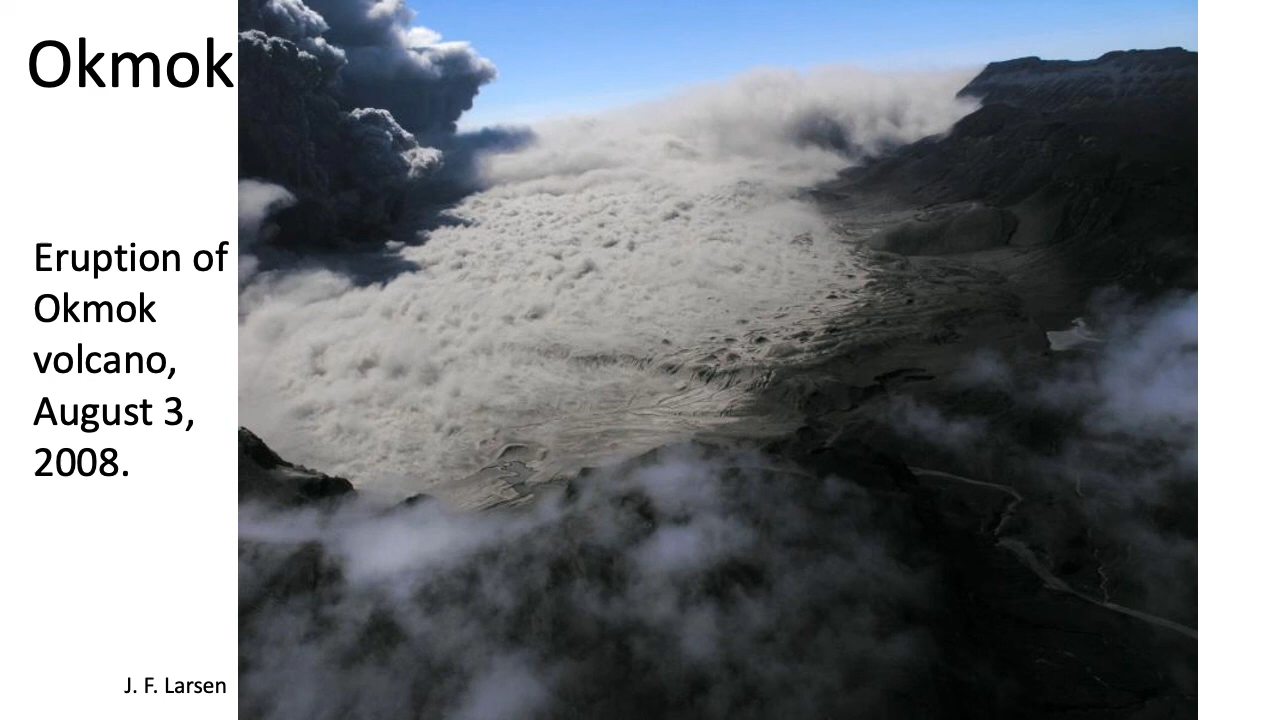 Okmok
Eruption of
Okmok
volcano,
August 3,
2008.
J. F. Larsen